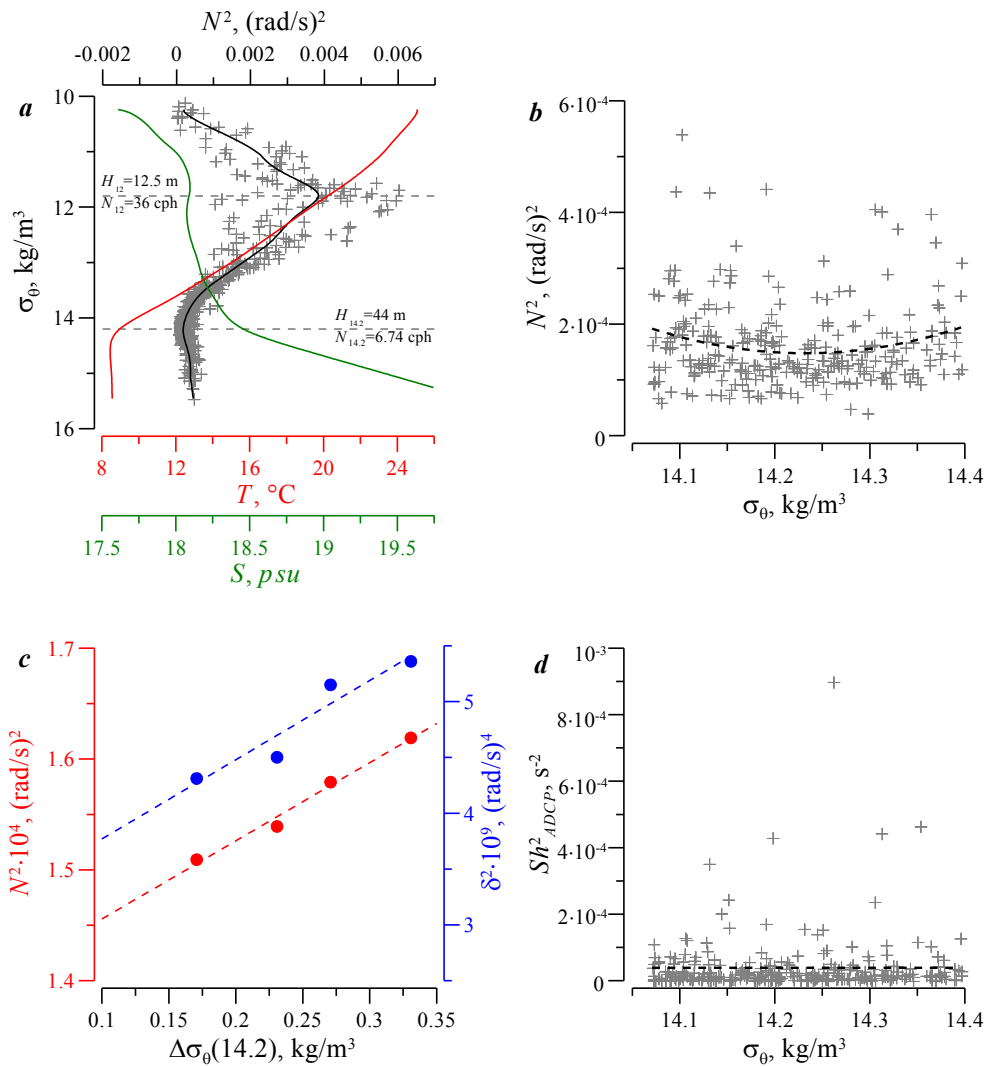 N², (rad/s)²
-0.002 0 0.002 0.004 0.006
a
10
12
14
16
σθ, kg/m³
H₁₂=12.5 m
N₁₂=36 cph
H₁₄.₂=44 m
N₁₄.₂=6.74 cph
8 12 16 20 24
T, °C
17.5 18 18.5 19 19.5
S, psu
b
6·10⁻⁴
4·10⁻⁴
2·10⁻⁴
0
N², (rad/s)²
14.1 14.2 14.3 14.4
σθ, kg/m³
c
1.7
1.6
1.5
1.4
N²·10⁴, (rad/s)²
5
4
3
δ²·10⁹, (rad/s)⁴
0.1 0.15 0.2 0.25 0.3 0.35
Δσθ(14.2), kg/m³
d
10⁻³
8·10⁻⁴
6·10⁻⁴
4·10⁻⁴
2·10⁻⁴
0
Sh²ADCP, s⁻²
14.1 14.2 14.3 14.4
σθ, kg/m³